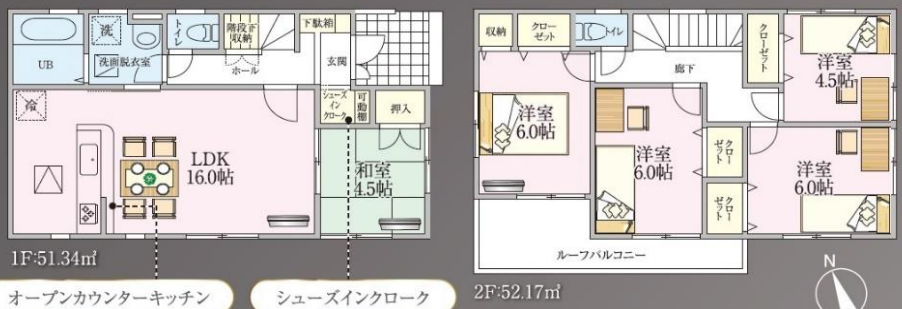 UB
洗
洗面脱衣室
トイレ
階段下
収納
ホール
下駄箱
玄関
冷
LDK
16.0帖
シューズ
イン
クローク
可動棚
押入
和室
4.5帖
1F:51.34㎡
オープンカウンターキッチン
シューズインクローク
収納
クロー
ゼット
トイレ
廊下
クローゼット
洋室
4.5帖
洋室
6.0帖
洋室
6.0帖
クロー
ゼット
クロー
ゼット
洋室
6.0帖
ルーフバルコニー
2F:52.17㎡
N